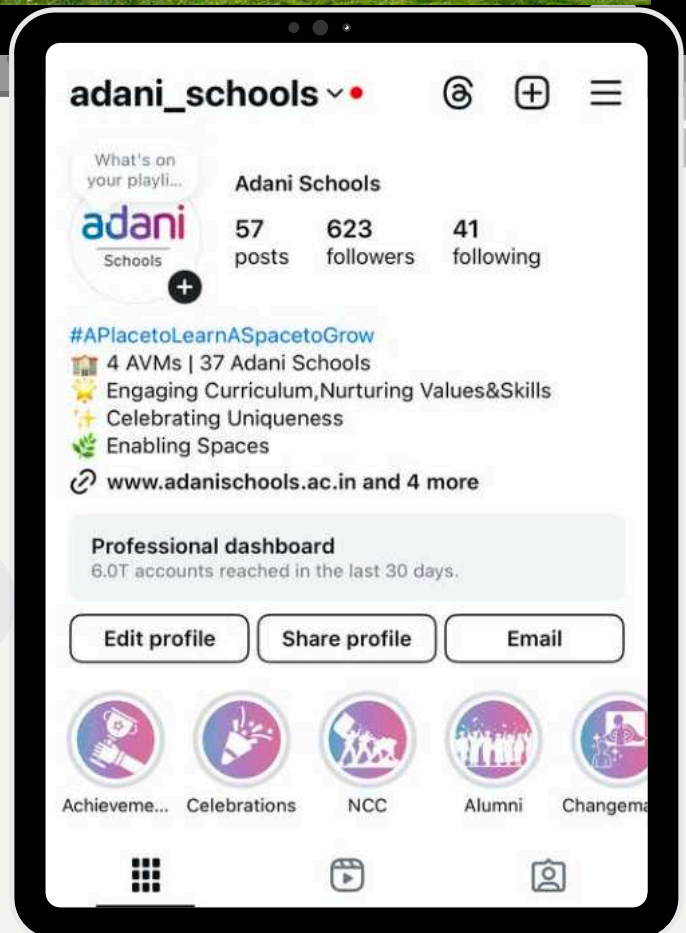 adani_schools
What's on
your playli...
adani
Schools
Adani Schools
57 623 41
posts followers following
#APlacetoLearnASpacetoGrow
4 AVMs | 37 Adani Schools
Engaging Curriculum,Nurturing Values&Skills
Celebrating Uniqueness
Enabling Spaces
www.adanischools.ac.in and 4 more
Professional dashboard
6.0T accounts reached in the last 30 days.
Edit profile Share profile Email
Achieveme... Celebrations NCC Alumni Changema